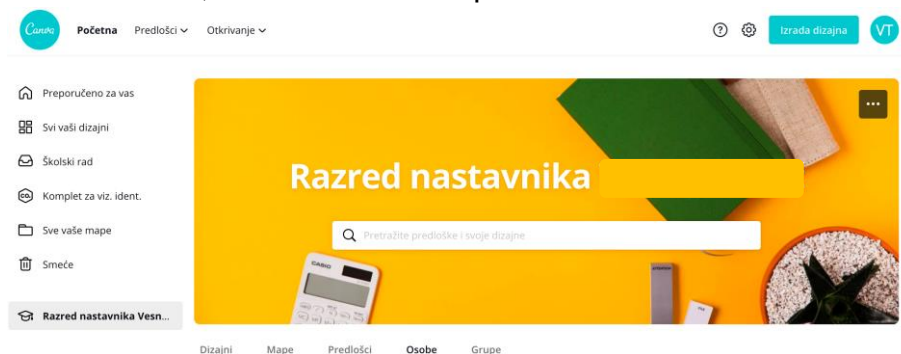 Canva
Početna Predlošci Otkrivanje
Izrada dizajna
VT
Preporučeno za vas
Svi vaši dizajni
Školski rad
Komplet za viz. ident.
Sve vaše mape
Smeće
Razred nastavnika Vesn...
Razred nastavnika
Pretražite predloške i svoje dizajne
CASIO
Dizajni Mape Predlošci Osobe Grupe